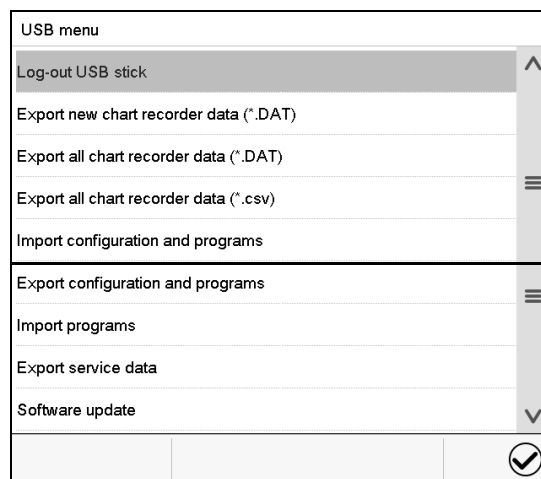 USB menu
Log-out USB stick
Export new chart recorder data (*.DAT)
Export all chart recorder data (*.DAT)
Export all chart recorder data (*.csv)
Import configuration and programs
Export configuration and programs
Import programs
Export service data
Software update